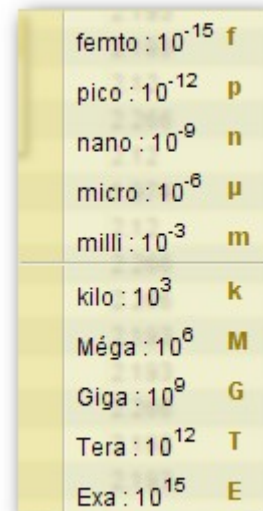 femto : 10⁻¹⁵ f
pico : 10⁻¹² p
nano : 10⁻⁹ n
micro : 10⁻⁶ µ
milli : 10⁻³ m
kilo : 10³ k
Méga : 10⁶ M
Giga : 10⁹ G
Tera : 10¹² T
Exa : 10¹⁵ E